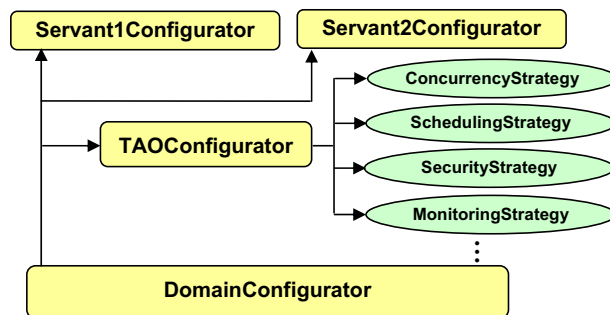 Servant1Configurator
Servant2Configurator
ConcurrencyStrategy
SchedulingStrategy
TAOConfigurator
SecurityStrategy
MonitoringStrategy
DomainConfigurator